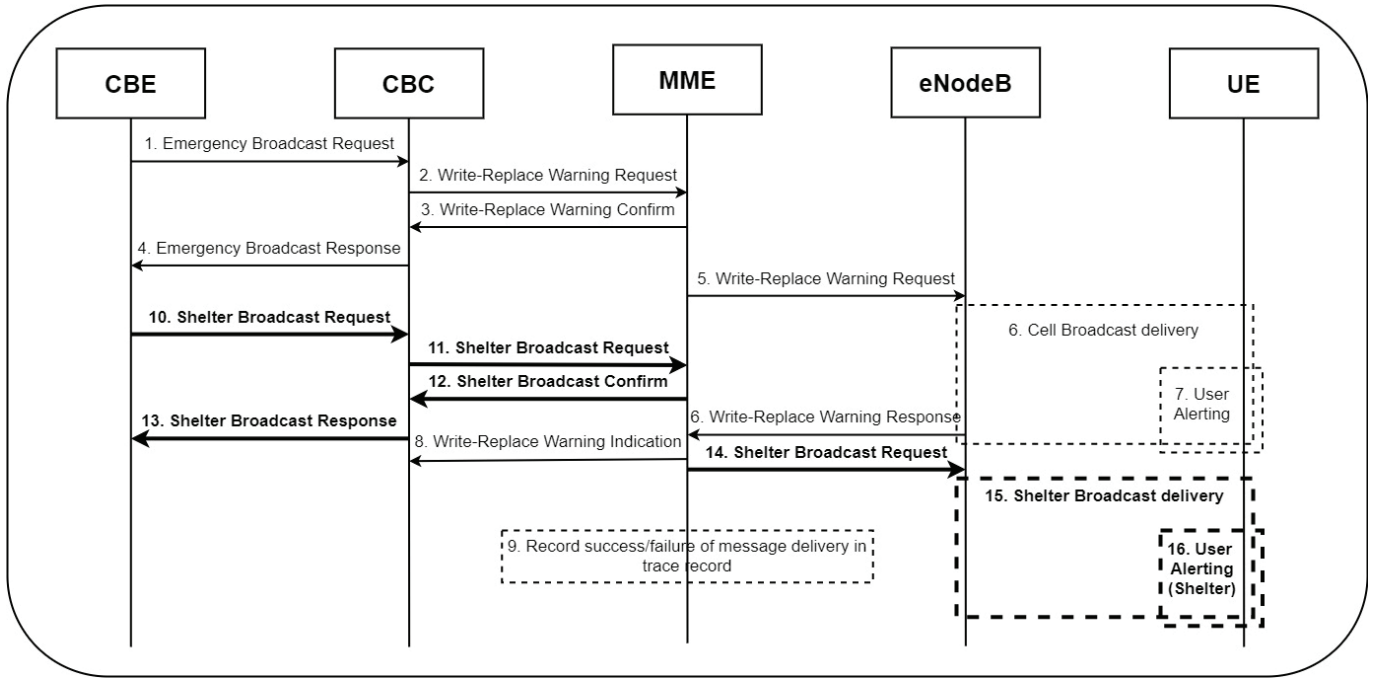 CBE
CBC
MME
eNodeB
UE
1. Emergency Broadcast Request
2. Write-Replace Warning Request
3. Write-Replace Warning Confirm
4. Emergency Broadcast Response
5. Write-Replace Warning Request
10. Shelter Broadcast Request
6. Cell Broadcast delivery
11. Shelter Broadcast Request
12. Shelter Broadcast Confirm
7. User
Alerting
13. Shelter Broadcast Response
6. Write-Replace Warning Response
8. Write-Replace Warning Indication
14. Shelter Broadcast Request
15. Shelter Broadcast delivery
9. Record success/failure of message delivery in
trace record
16. User
Alerting
(Shelter)